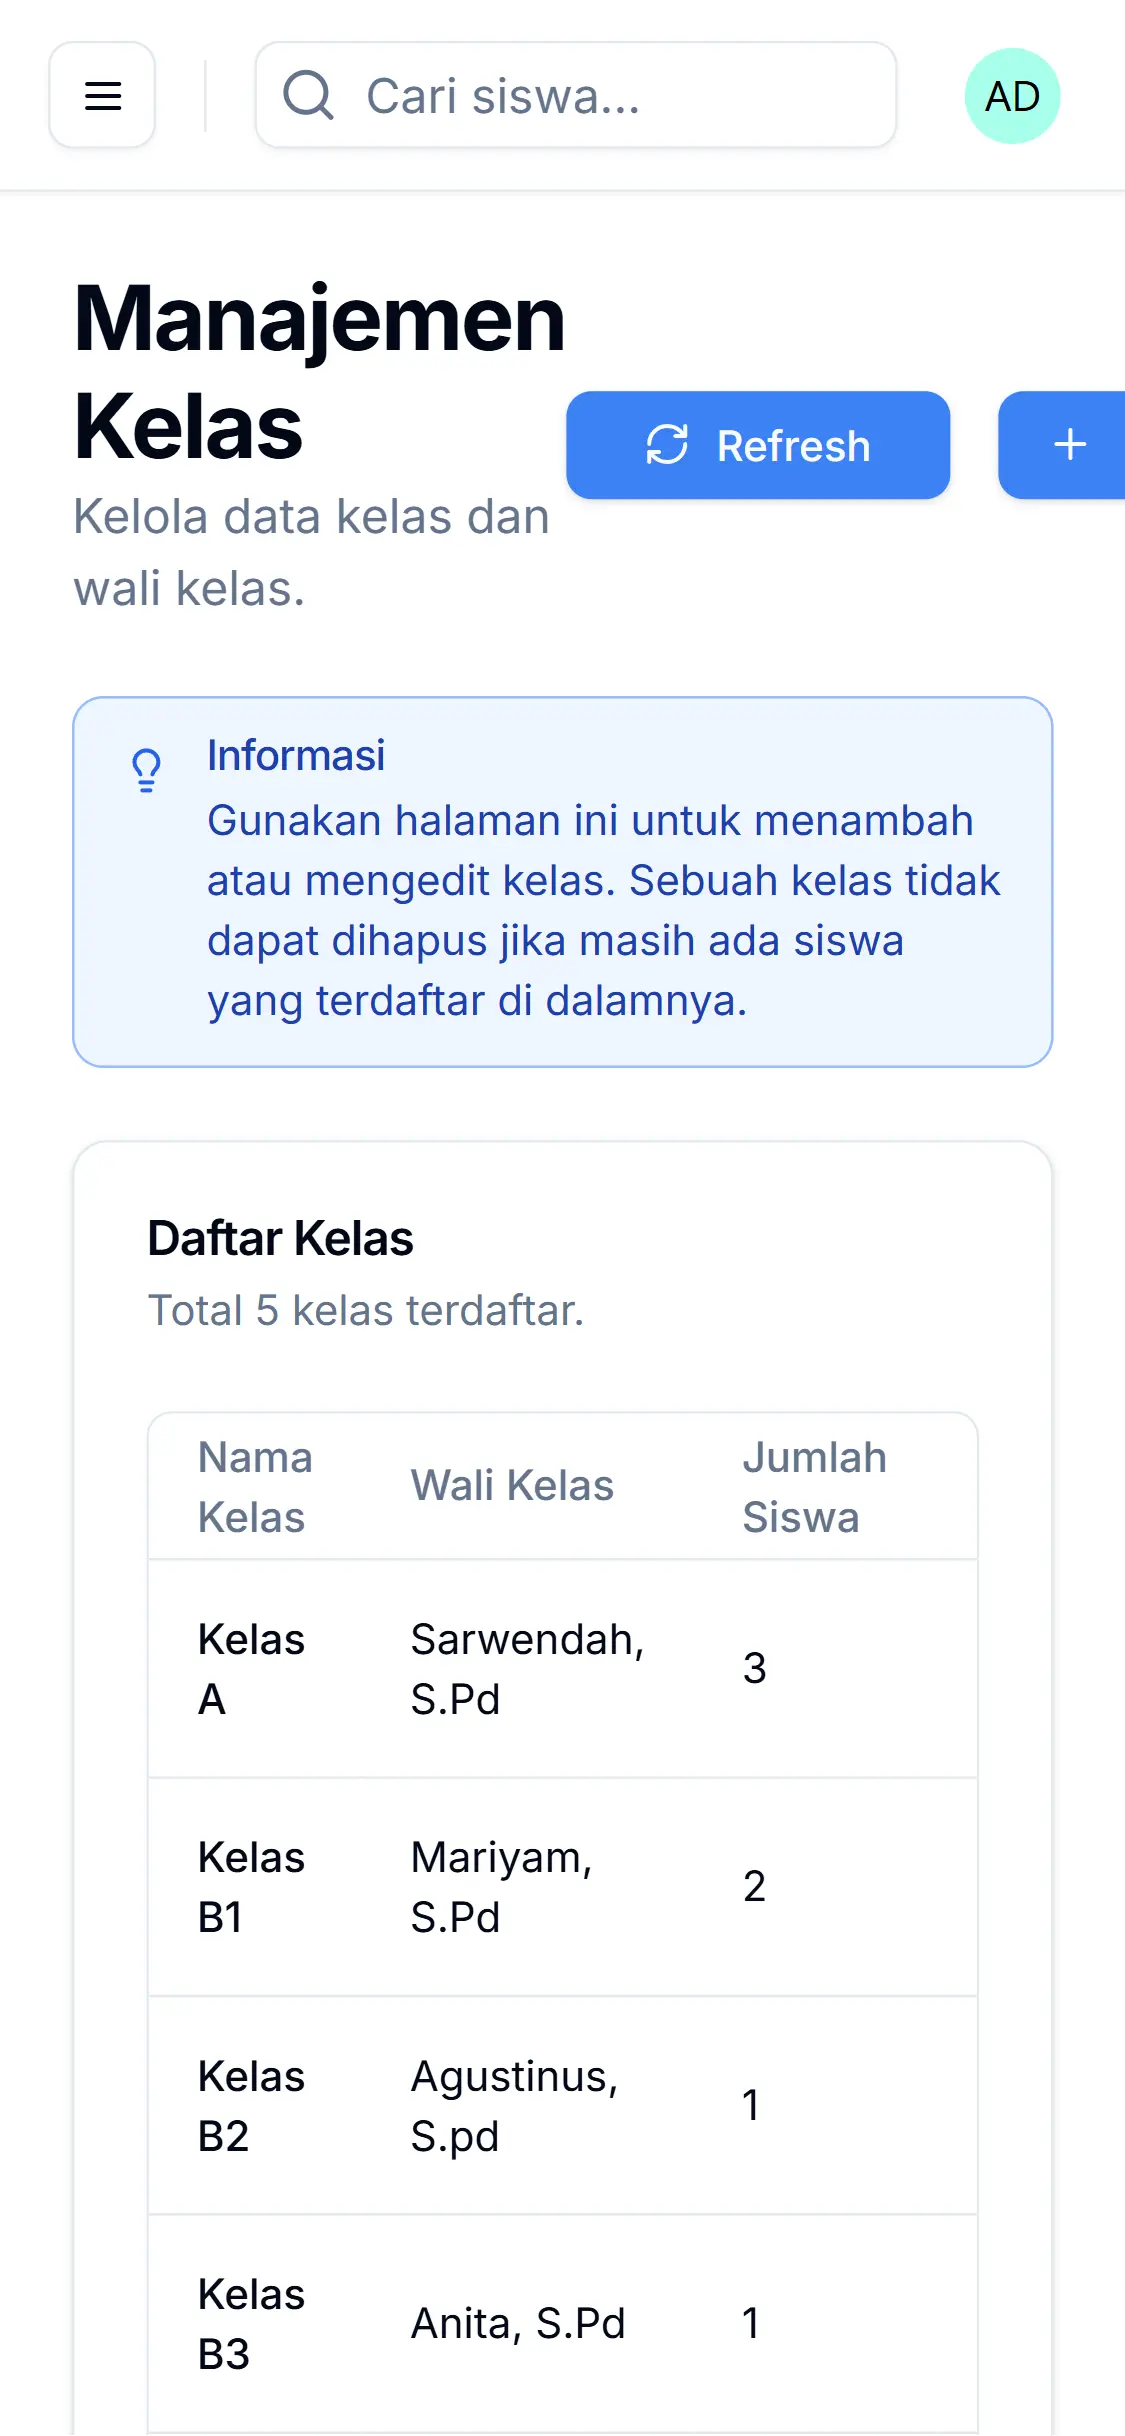 Cari siswa...
AD
Manajemen
Kelas
Refresh
Kelola data kelas dan
wali kelas.
Informasi
Gunakan halaman ini untuk menambah
atau mengedit kelas. Sebuah kelas tidak
dapat dihapus jika masih ada siswa
yang terdaftar di dalamnya.
Daftar Kelas
Total 5 kelas terdaftar.
Nama
Kelas
Wali Kelas
Jumlah
Siswa
Kelas
A
Sarwendah,
S.Pd
3
Kelas
B1
Mariyam,
S.Pd
2
Kelas
B2
Agustinus,
S.pd
1
Kelas
B3
Anita, S.Pd
1